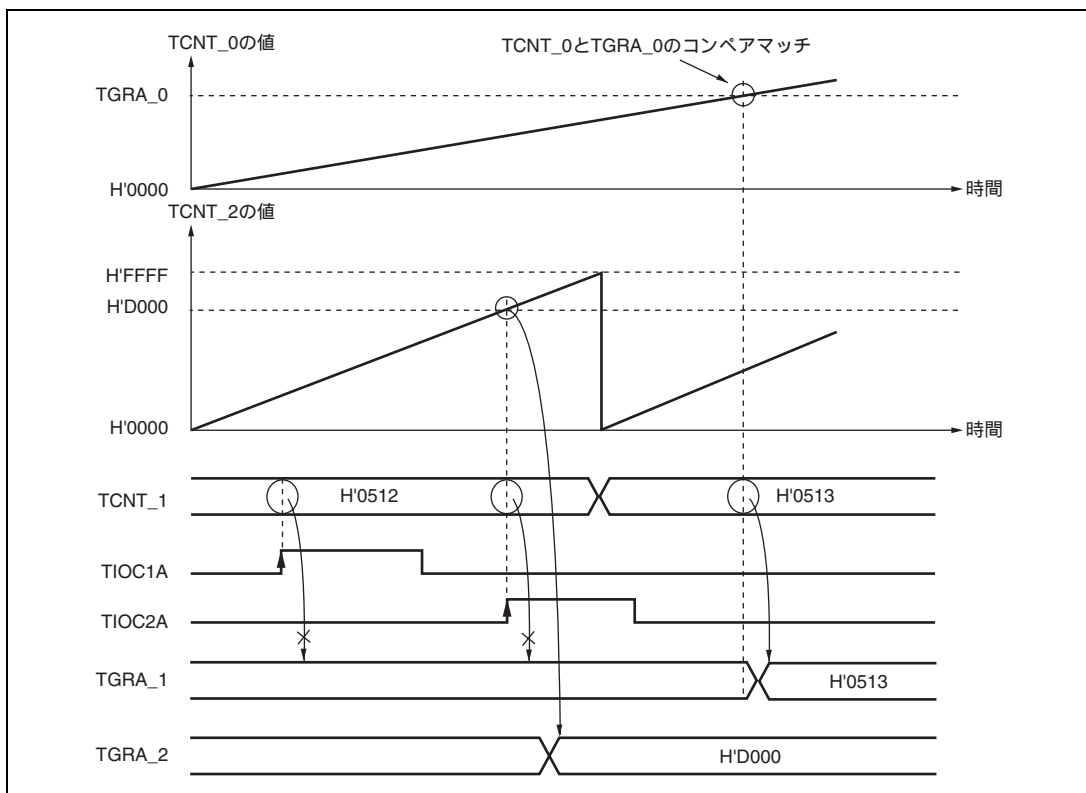 TCNT_0の値
TCNT_0とTGRA_0のコンペアマッチ
TGRA_0
H'0000
時間
TCNT_2の値
H'FFFF
H'D000
H'0000
時間
TCNT_1
H'0512
H'0513
TIOC1A
TIOC2A
TGRA_1
H'0513
TGRA_2
H'D000